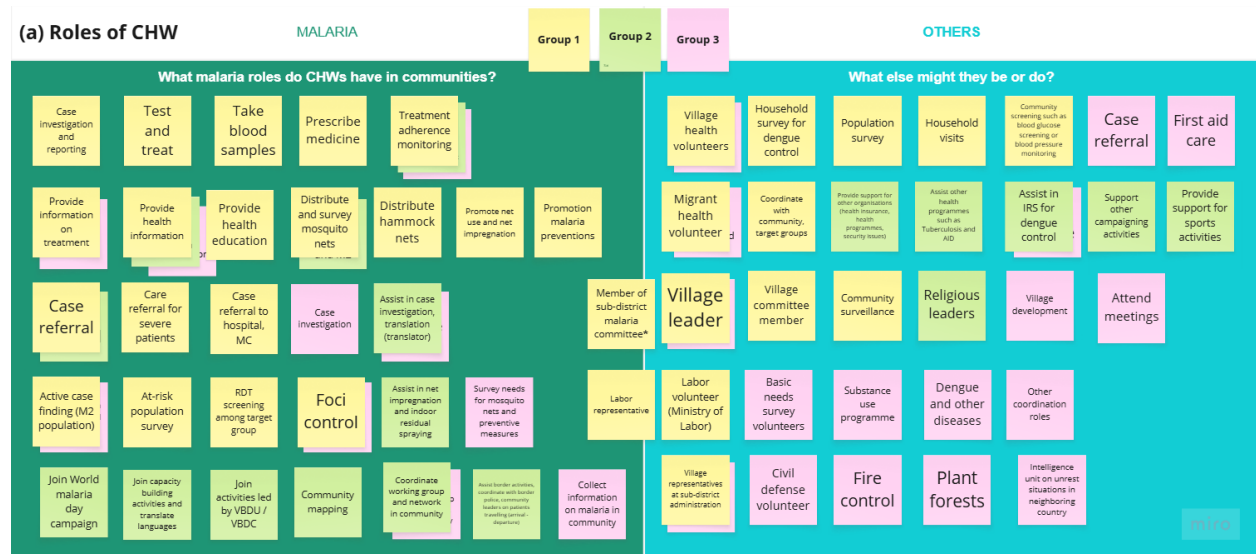 (a) Roles of CHW
MALARIA
Group 1
Group 2
Group 3
OTHERS
What malaria roles do CHWs have in communities?
Case
investigation
and
reporting
Test
and
treat
Take
blood
samples
Prescribe
medicine
Treatment
adherence
monitoring
Provide
information
on
treatment
Provide
health
information
Provide
health
education
Distribute
and survey
mosquito
nets
Distribute
hammock
nets
Promote net
use and net
impregnation
Promotion
malaria
preventions
Case
referral
Care
referral for
severe
patients
Case
referral to
hospital,
MC
Case
investigation
Assist in case
investigation,
translation
(translator)
Active case
finding (M2
population)
At-risk
population
survey
RDT
screening
among target
group
Foci
control
Assist in net
impregnation
and indoor
residual
spraying
Survey needs
for mosquito
nets and
preventive
measures
Join World
malaria
day
campaign
Join capacity
building
activities and
translate
languages
Join
activities led
by VBDU /
VBDC
Community
mapping
Coordinate
working group
and network
in community
Assist border activities,
coordinate with border
police, community
leaders on patients
travelling (arrival -
departure)
Collect
information
on malaria in
community
What else might they be or do?
Village
health
volunteers
Household
survey for
dengue
control
Population
survey
Household
visits
Community
screening such as
blood glucose
screening or
blood pressure
monitoring
Case
referral
First aid
care
Migrant
health
volunteer
Coordinate
with
community,
target groups
Provide support for
other organisations
(health insurance,
health
programmes,
security issues)
Assist other
health
programmes
such as
Tuberculosis and
AID
Assist in
IRS for
dengue
control
Support
other
campaigning
activities
Provide
support for
sports
activities
Member of
sub-district
malaria
committee*
Village
leader
Village
committee
member
Community
surveillance
Religious
leaders
Village
development
Attend
meetings
Labor
representative
Labor
volunteer
(Ministry of
Labor)
Basic
needs
survey
volunteers
Substance
use
programme
Dengue
and other
diseases
Other
coordination
roles
Village
representatives
at sub-district
administration
Civil
defense
volunteer
Fire
control
Plant
forests
Intelligence
unit on unrest
situations in
neighboring
country
miro